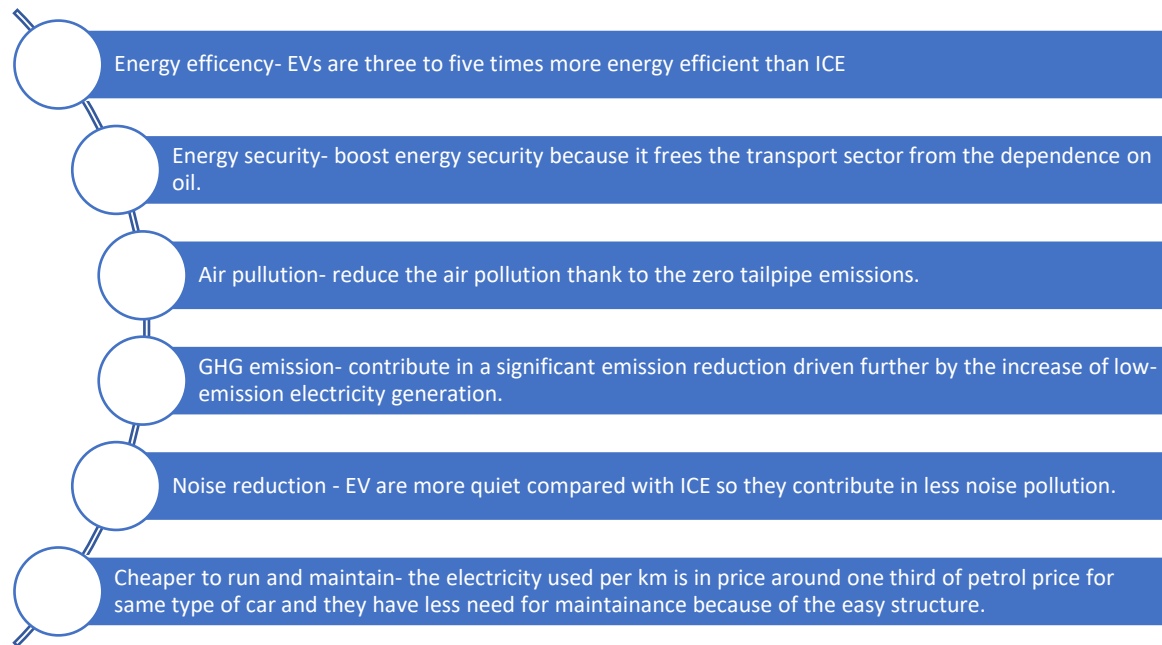 Energy efficency- EVs are three to five times more energy efficient than ICE
Energy security- boost energy security because it frees the transport sector from the dependence on
oil.
Air pullution- reduce the air pollution thank to the zero tailpipe emissions.
GHG emission- contribute in a significant emission reduction driven further by the increase of low-
emission electricity generation.
Noise reduction - EV are more quiet compared with ICE so they contribute in less noise pollution.
Cheaper to run and maintain- the electricity used per km is in price around one third of petrol price for
same type of car and they have less need for maintainance because of the easy structure.